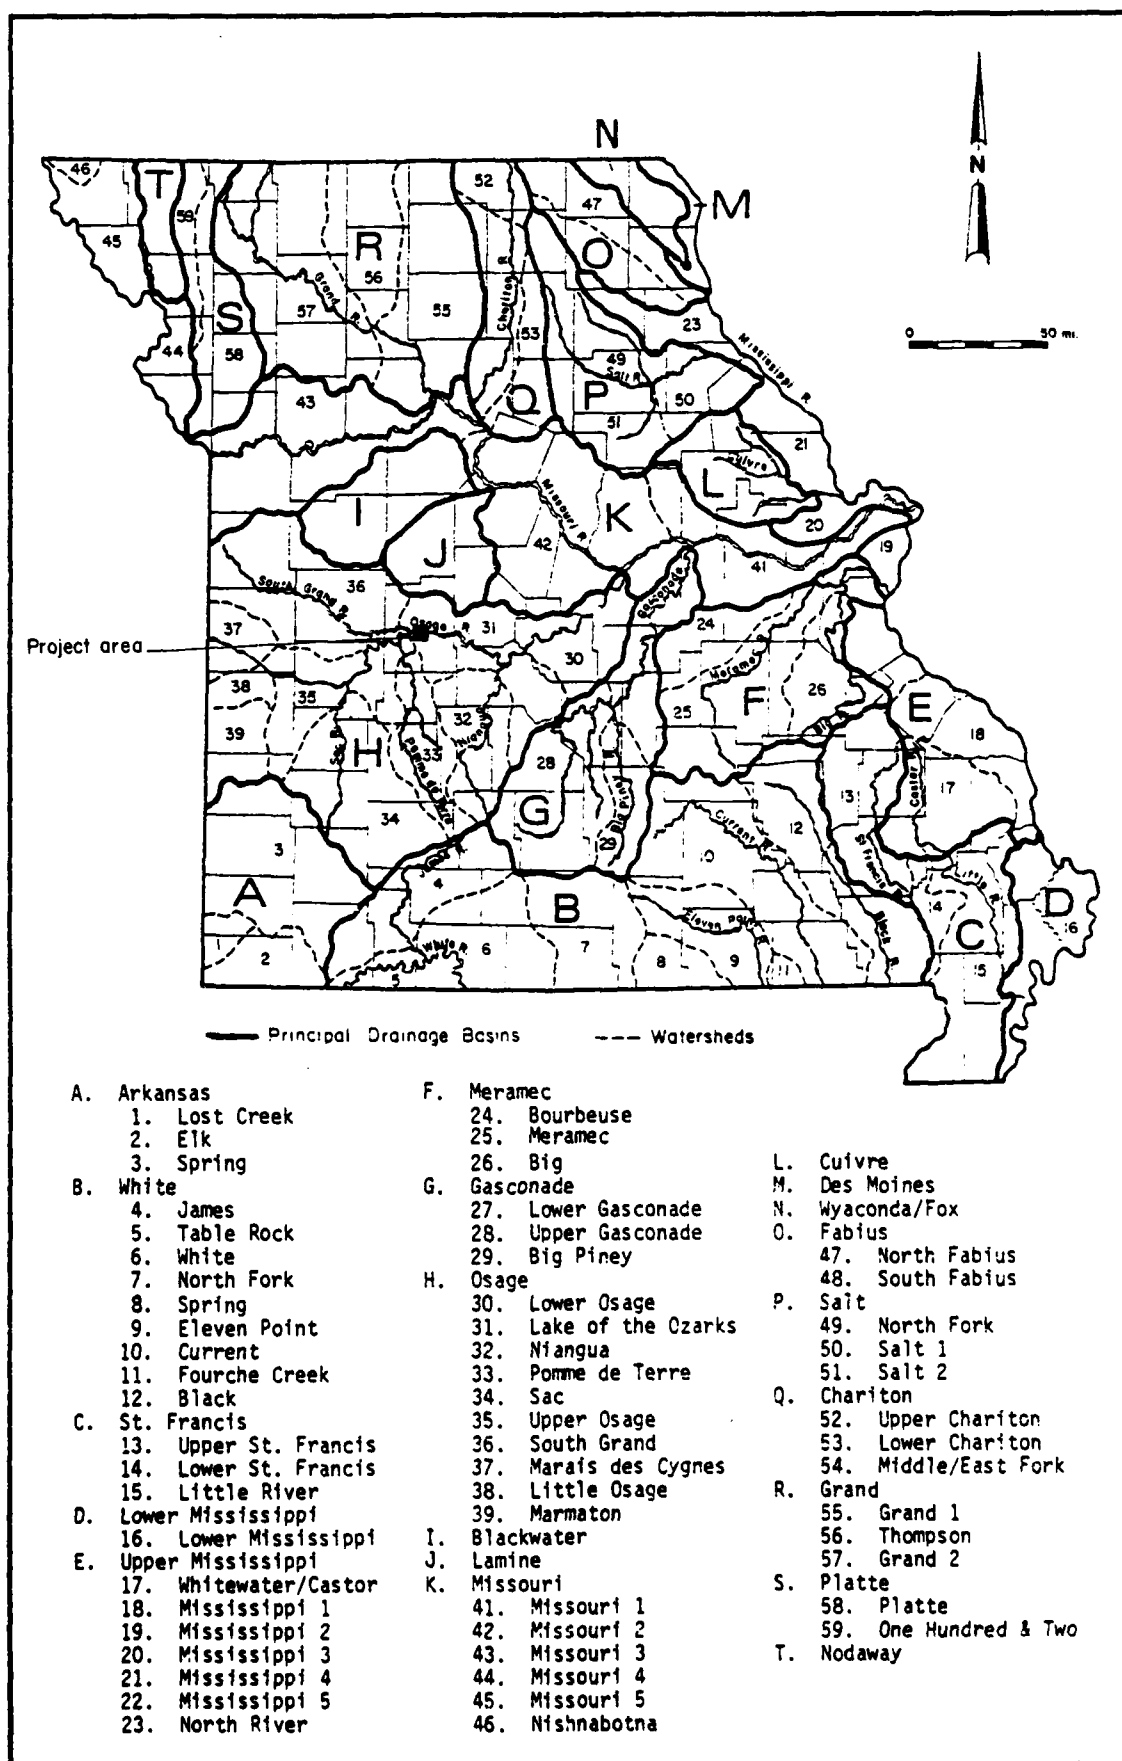 N
M
N
T
46
59
52
47
45
R
O
56
Grand R.
57
Chariton R.
S
55
53
23
Mississippi R
0 50 mi.
44
58
49
Salt R.
43
Q
P
50
51
21
Cuivre
L
I
Missouri R
K
20
J
42
19
36
41
South Grand R.
Gasconade
37
Osage R.
31
24
Project area
30
Meramec R
38
35
F
26
E
32
25
Niangua
Big R
39
Sac R.
H
33
28
18
Pomme de Terre
13
Castor R
17
G
Big Piney
34
Current R
12
3
29
St Francis R
James R.
10
Little R
A
4
B
4
D
Eleven Point R
Black R.
C
16
White R
2
6
7
8
9
11
15
5
Principal Drainage Basins
Watersheds
A. Arkansas
1. Lost Creek
2. Elk
3. Spring
B. White
4. James
5. Table Rock
6. White
7. North Fork
8. Spring
9. Eleven Point
10. Current
11. Fourche Creek
12. Black
C. St. Francis
13. Upper St. Francis
14. Lower St. Francis
15. Little River
D. Lower Mississippi
16. Lower Mississippi
E. Upper Mississippi
17. Whitewater/Castor
18. Mississippi 1
19. Mississippi 2
20. Mississippi 3
21. Mississippi 4
22. Mississippi 5
23. North River
F. Meramec
24. Bourbeuse
25. Meramec
26. Big
G. Gasconade
27. Lower Gasconade
28. Upper Gasconade
29. Big Piney
H. Osage
30. Lower Osage
31. Lake of the Ozarks
32. Niangua
33. Pomme de Terre
34. Sac
35. Upper Osage
36. South Grand
37. Marais des Cygnes
38. Little Osage
39. Marmaton
I. Blackwater
J. Lamine
K. Missouri
41. Missouri 1
42. Missouri 2
43. Missouri 3
44. Missouri 4
45. Missouri 5
46. Nishnabotna
L. Cuivre
M. Des Moines
N. Wyaconda/Fox
O. Fabius
47. North Fabius
48. South Fabius
P. Salt
49. North Fork
50. Salt 1
51. Salt 2
Q. Chariton
52. Upper Chariton
53. Lower Chariton
54. Middle/East Fork
R. Grand
55. Grand 1
56. Thompson
57. Grand 2
S. Platte
58. Platte
59. One Hundred & Two
T. Nodaway